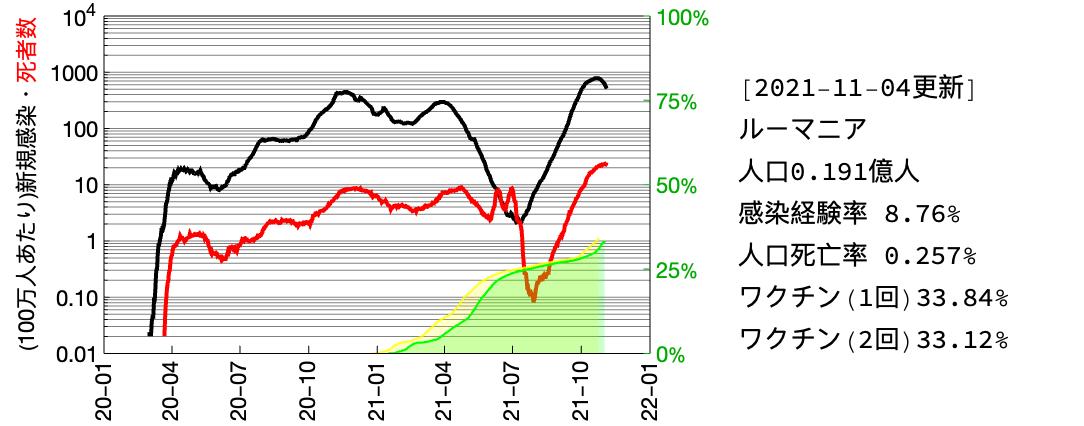 (100万人あたり)新規感染・死者数
10⁴
1000
100
10
1
0.10
0.01
100%
75%
50%
25%
0%
20-01
20-04
20-07
20-10
21-01
21-04
21-07
21-10
22-01
[2021-11-04更新]
ルーマニア
人口0.191億人
感染経験率 8.76%
人口死亡率 0.257%
ワクチン(1回)33.84%
ワクチン(2回)33.12%